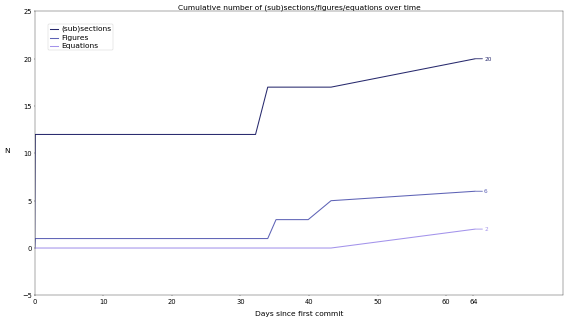 Cumulative number of (sub)sections/figures/equations over time
25
(sub)sections
Figures
Equations
20
20
15
N
10
5
6
2
0
−5
0 10 20 30 40 50 60 64
Days since first commit